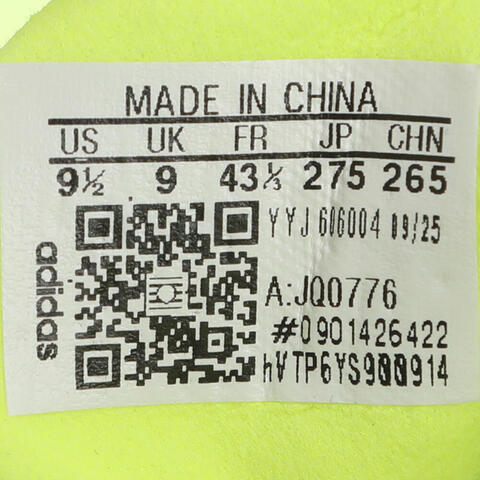 MADE IN CHINA
US UK FR JP CHN
9½ 9 43⅓ 275 265
YYJ 606004 09/25
adidas
A:JQ0776
#0901426422